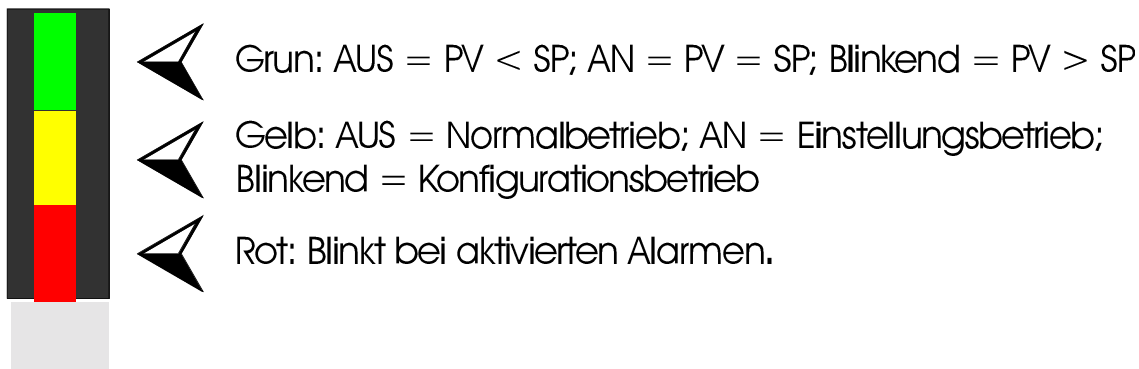 Grun: AUS = PV < SP; AN = PV = SP; Blinkend = PV > SP
Gelb: AUS = Normalbetrieb; AN = Einstellungsbetrieb;
Blinkend = Konfigurationsbetrieb
Rot: Blinkt bei aktivierten Alarmen.